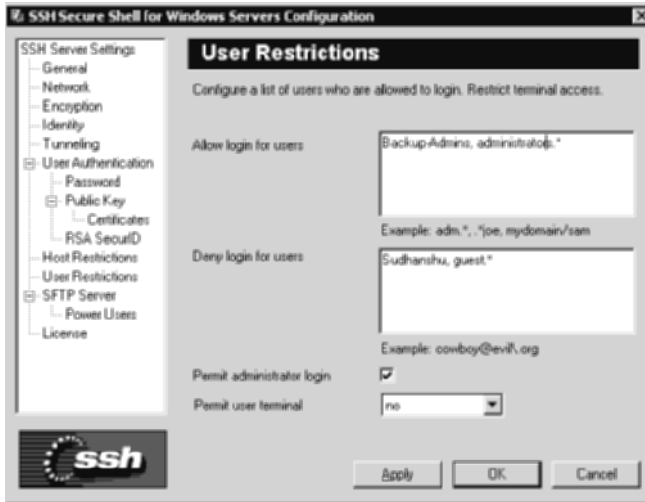 SSH Secure Shell for Windows Servers Configuration
SSH Server Settings
General
Network
Encryption
Identity
Tunneling
User Authentication
Password
Public Key
Certificates
RSA SecurID
Host Restrictions
User Restrictions
SFTP Server
Power Users
License
ssh
User Restrictions
Configure a list of users who are allowed to login. Restrict terminal access.
Allow login for users
Backup-Admins, administrators.*
Example: adm.*, .*joe, mydomain/sam
Deny login for users
Sudhanshu, guest.*
Example: cowboy@evil\.org
Permit administrator login
Permit user terminal
no
Apply
OK
Cancel